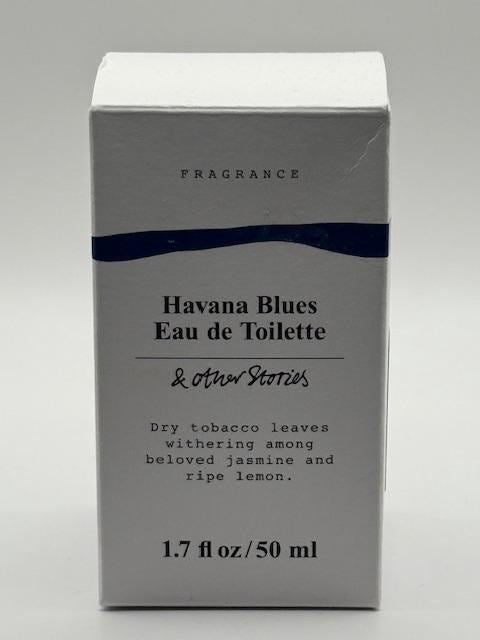 FRAGRANCE
Havana Blues
Eau de Toilette
& other Stories
Dry tobacco leaves
withering among
beloved jasmine and
ripe lemon.
1.7 fl oz/50 ml